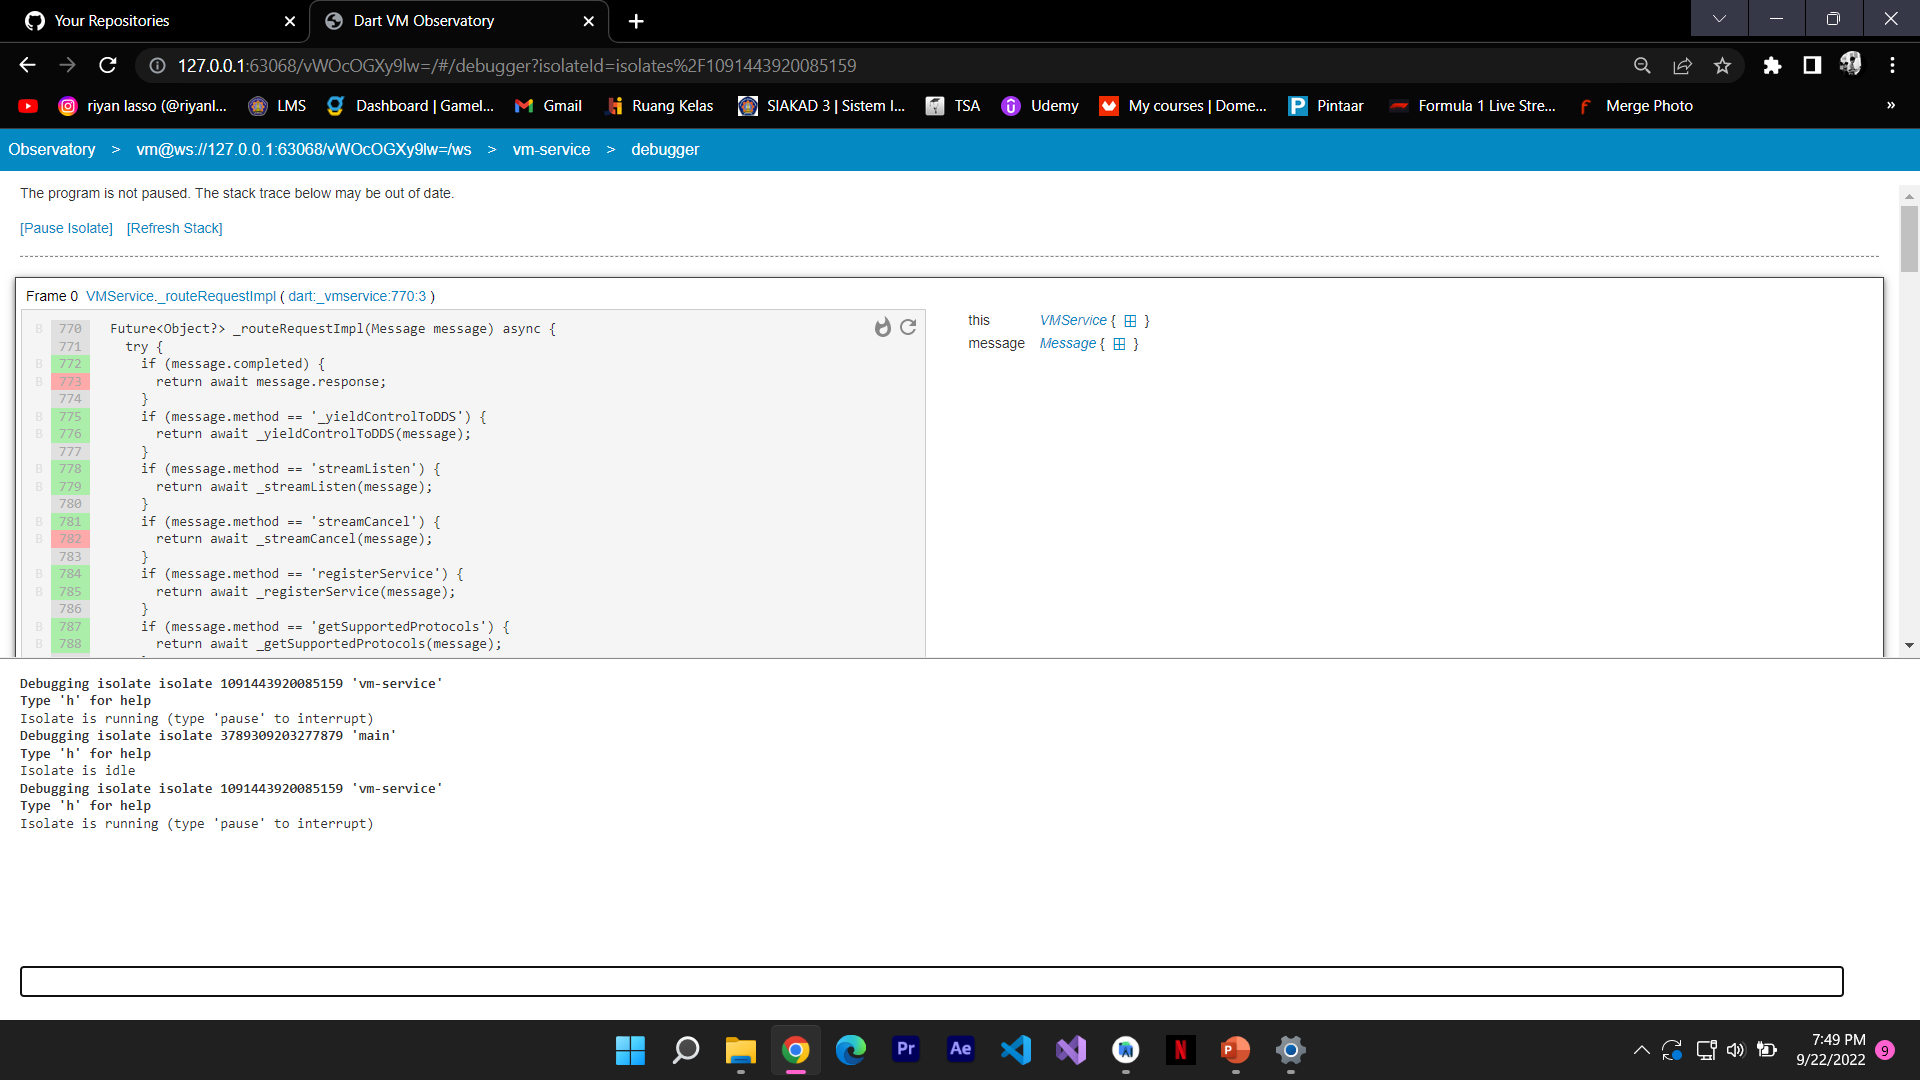 Your Repositories
Dart VM Observatory
127.0.0.1:63068/vWOcOGXy9lw=/#/debugger?isolateId=isolates%2F1091443920085159
riyan lasso (@riyanl...
LMS
Dashboard | Gamel...
Gmail
Ruang Kelas
SIAKAD 3 | Sistem I...
TSA
Udemy
My courses | Dome...
Pintaar
Formula 1 Live Stre...
Merge Photo
»
Observatory > vm@ws://127.0.0.1:63068/vWOcOGXy9lw=/ws > vm-service > debugger
The program is not paused. The stack trace below may be out of date.
[Pause Isolate] [Refresh Stack]
Frame 0 VMService._routeRequestImpl ( dart:_vmservice:770:3 )
B 770 Future<Object?> _routeRequestImpl(Message message) async {
771 try {
B 772 if (message.completed) {
B 773 return await message.response;
774 }
B 775 if (message.method == '_yieldControlToDDS') {
B 776 return await _yieldControlToDDS(message);
777 }
B 778 if (message.method == 'streamListen') {
B 779 return await _streamListen(message);
780 }
B 781 if (message.method == 'streamCancel') {
B 782 return await _streamCancel(message);
783 }
B 784 if (message.method == 'registerService') {
B 785 return await _registerService(message);
786 }
B 787 if (message.method == 'getSupportedProtocols') {
B 788 return await _getSupportedProtocols(message);
this VMService { ⊞ }
message Message { ⊞ }
Debugging isolate isolate 1091443920085159 'vm-service'
Type 'h' for help
Isolate is running (type 'pause' to interrupt)
Debugging isolate isolate 3789309203277879 'main'
Type 'h' for help
Isolate is idle
Debugging isolate isolate 1091443920085159 'vm-service'
Type 'h' for help
Isolate is running (type 'pause' to interrupt)
Pr
Ae
N
P
7:49 PM
9/22/2022
9